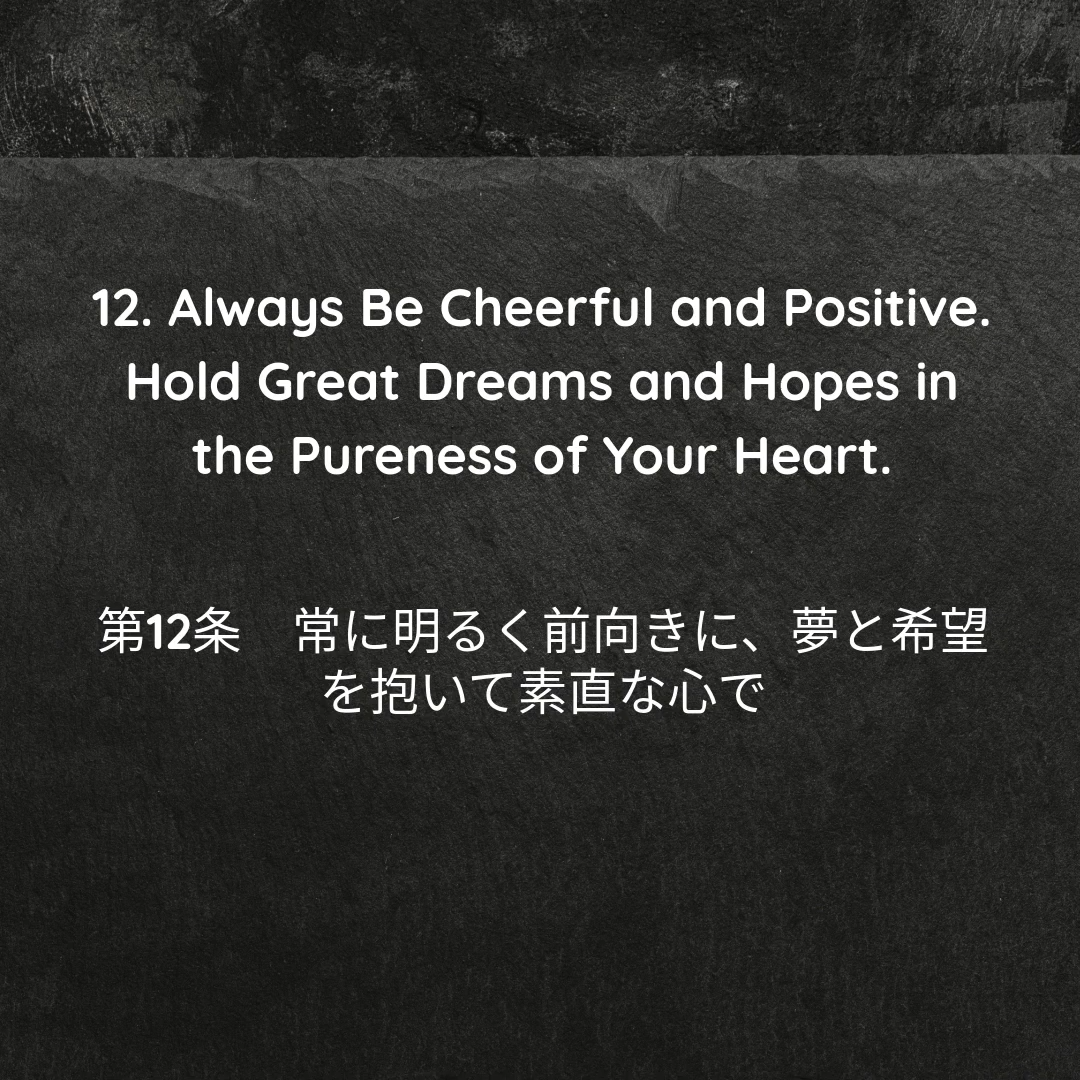 12. Always Be Cheerful and Positive.
Hold Great Dreams and Hopes in
the Pureness of Your Heart.
第12条　常に明るく前向きに、夢と希望
を抱いて素直な心で